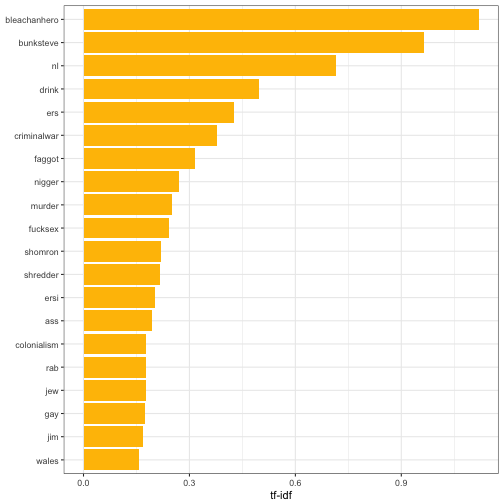 bleachanhero
bunksteve
nl
drink
ers
criminalwar
faggot
nigger
murder
fucksex
shomron
shredder
ersi
ass
colonialism
rab
jew
gay
jim
wales
0.0 0.3 0.6 0.9
tf-idf